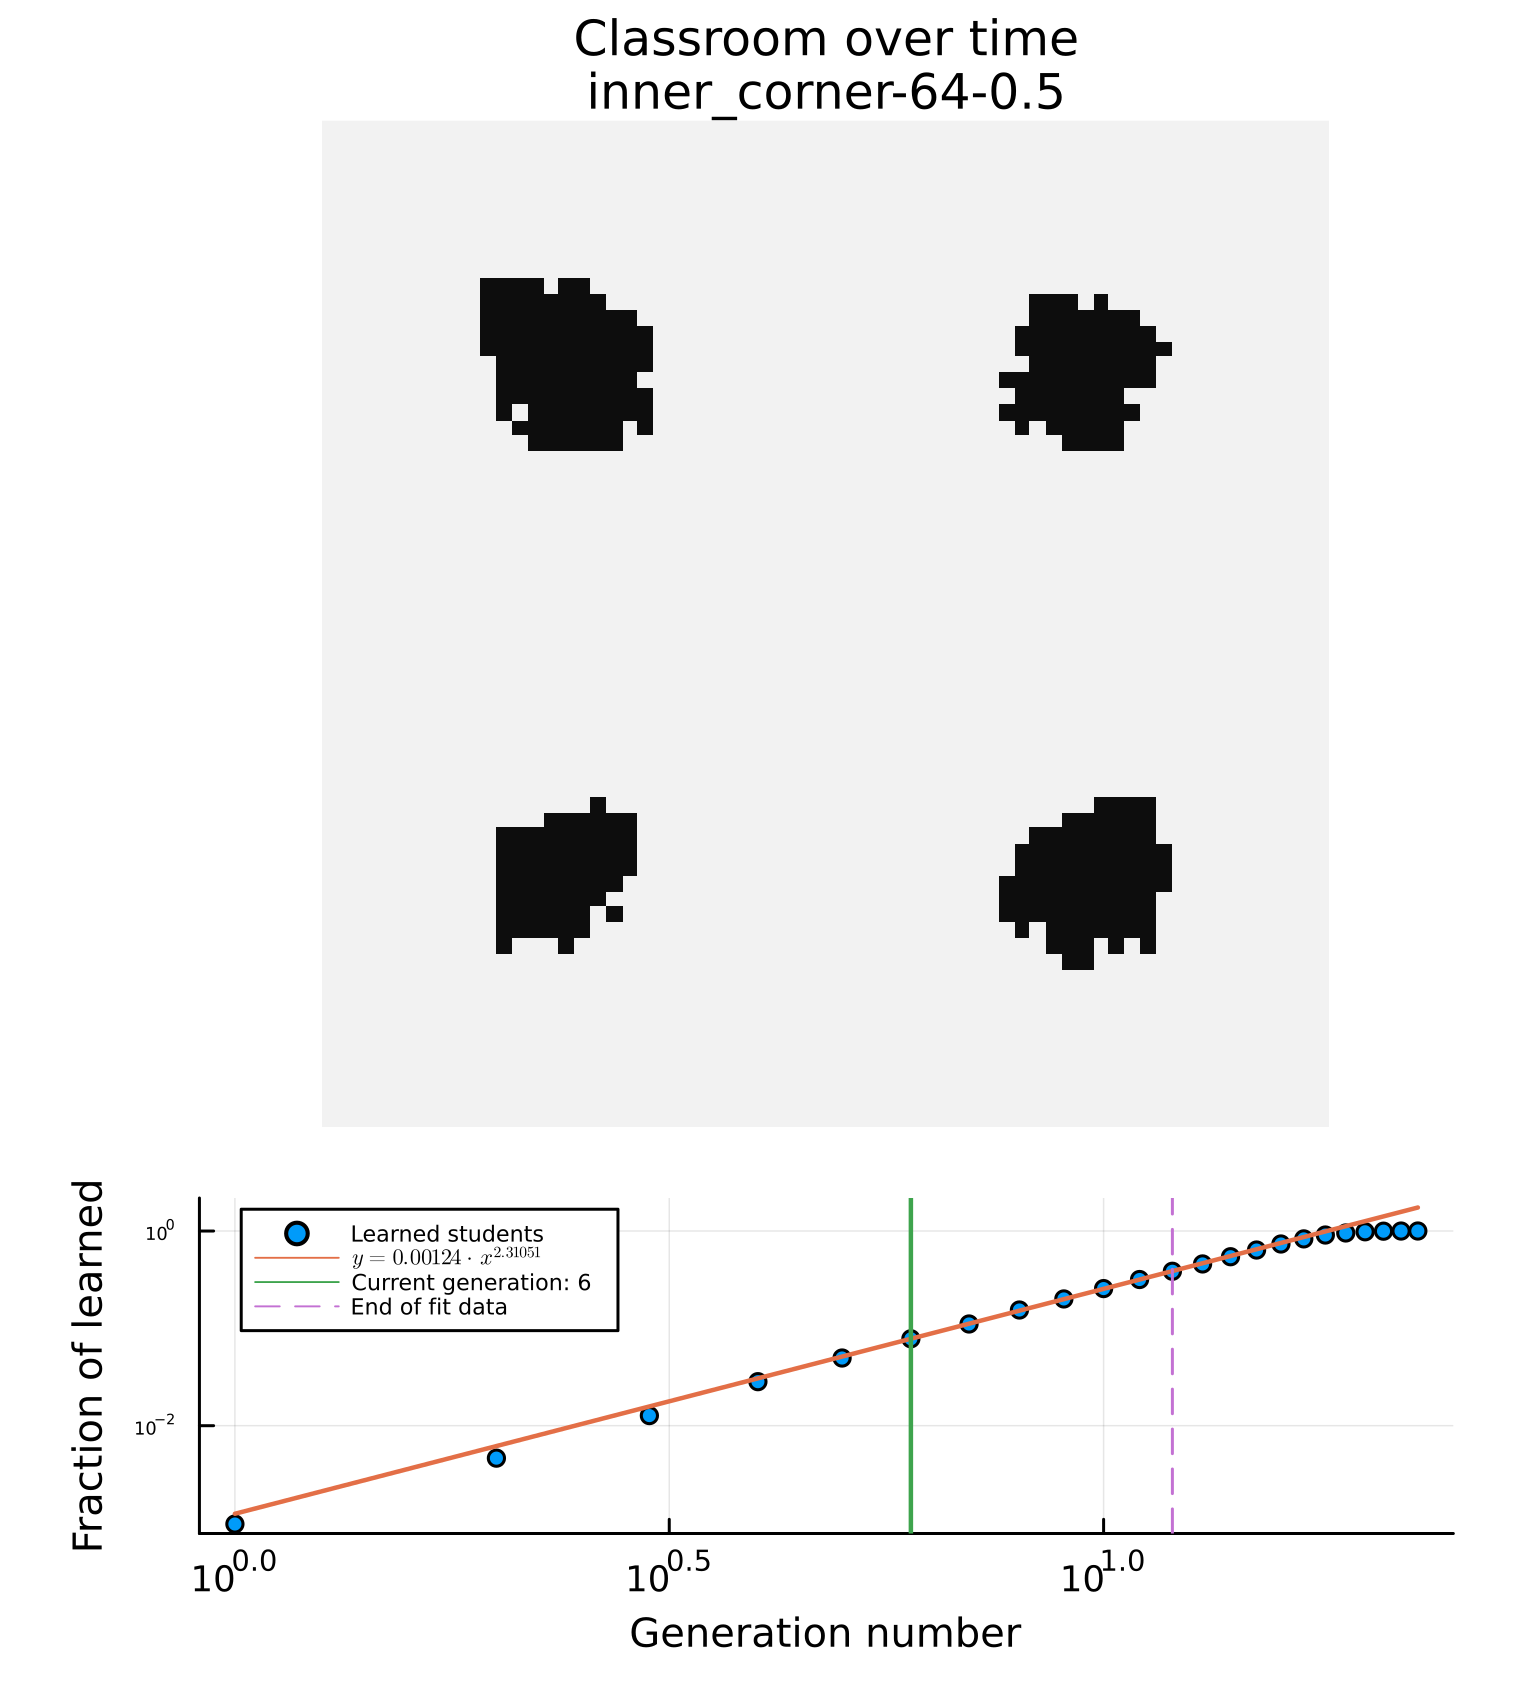 Classroom over time
inner_corner-64-0.5
Fraction of learned
10^0
10^−2
Learned students
y = 0.00124 · x^2.31051
Current generation: 6
End of fit data
10^0.0 10^0.5 10^1.0
Generation number